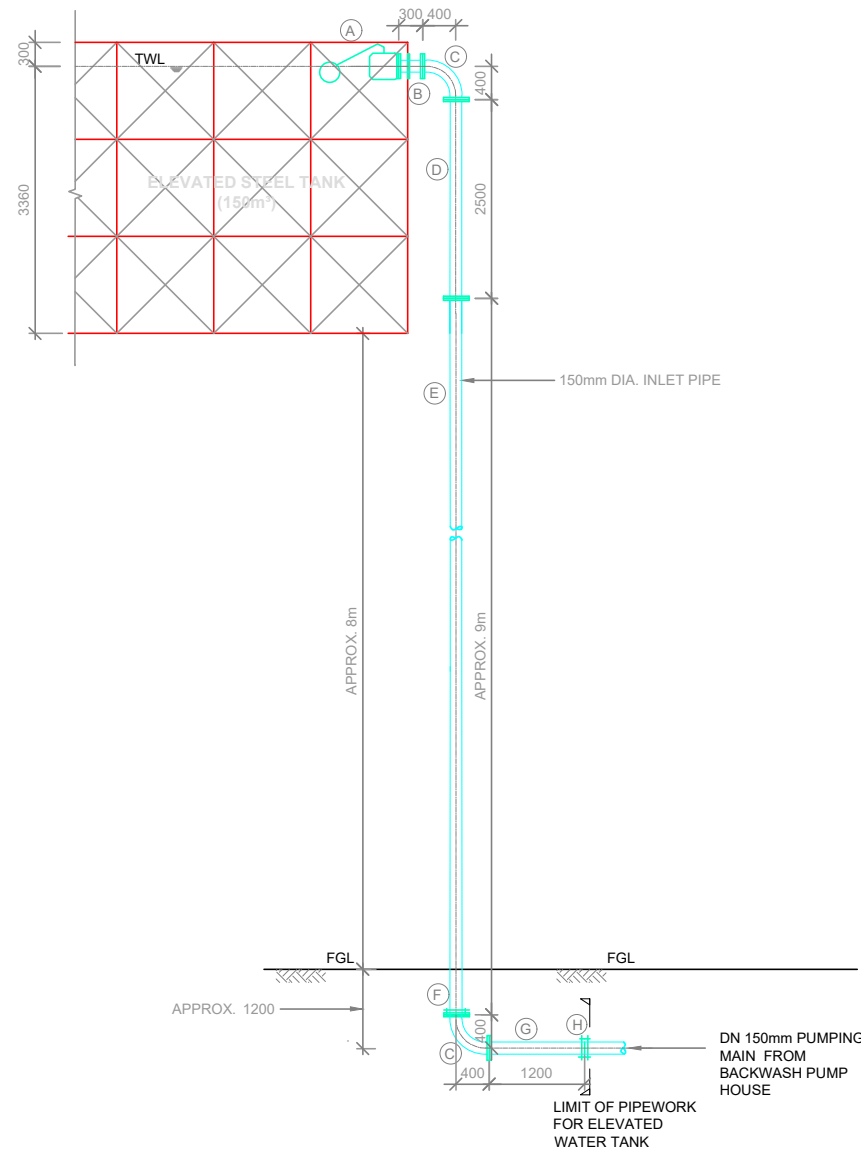 300 400
A
C
300
TWL
400
B
D
ELEVATED STEEL TANK
(150m³)
2500
3360
150mm DIA. INLET PIPE
E
APPROX. 8m
APPROX. 9m
FGL
FGL
F
APPROX. 1200
G
H
400
C
DN 150mm PUMPING
MAIN FROM
BACKWASH PUMP
HOUSE
400
1200
LIMIT OF PIPEWORK
FOR ELEVATED
WATER TANK